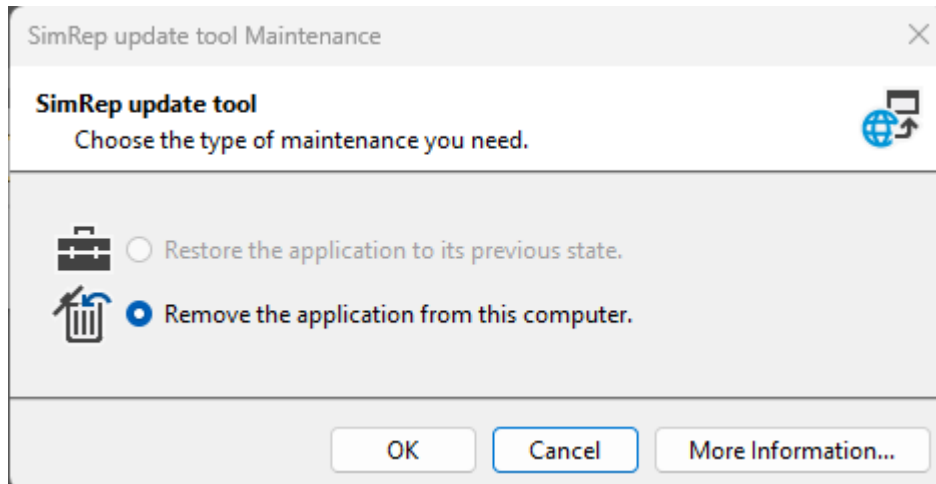 SimRep update tool Maintenance
SimRep update tool
Choose the type of maintenance you need.
Restore the application to its previous state.
Remove the application from this computer.
OK Cancel More Information...